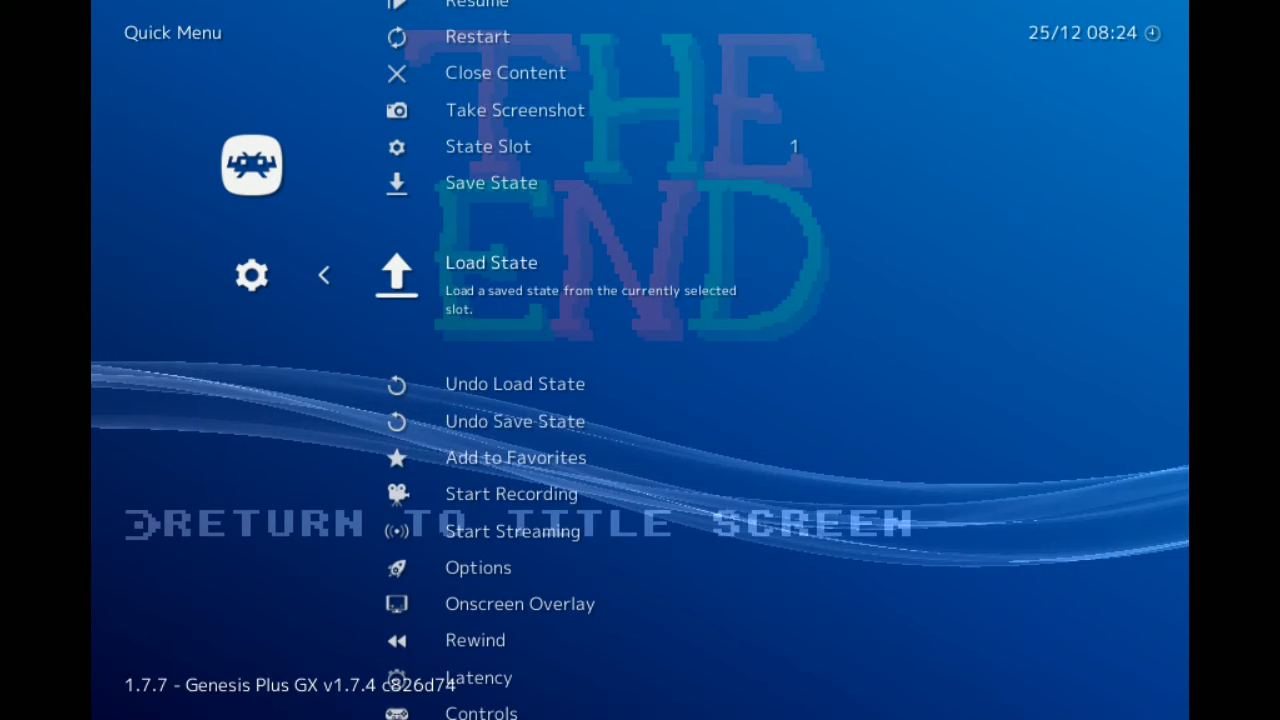 Resume
Quick Menu
25/12 08:24
Restart
Close Content
Take Screenshot
State Slot 1
Save State
THE
END
Load State
Load a saved state from the currently selected
slot.
Undo Load State
Undo Save State
Add to Favorites
Start Recording
RETURN TO TITLE SCREEN
Start Streaming
Options
Onscreen Overlay
Rewind
Latency
1.7.7 - Genesis Plus GX v1.7.4 c826d74
Controls